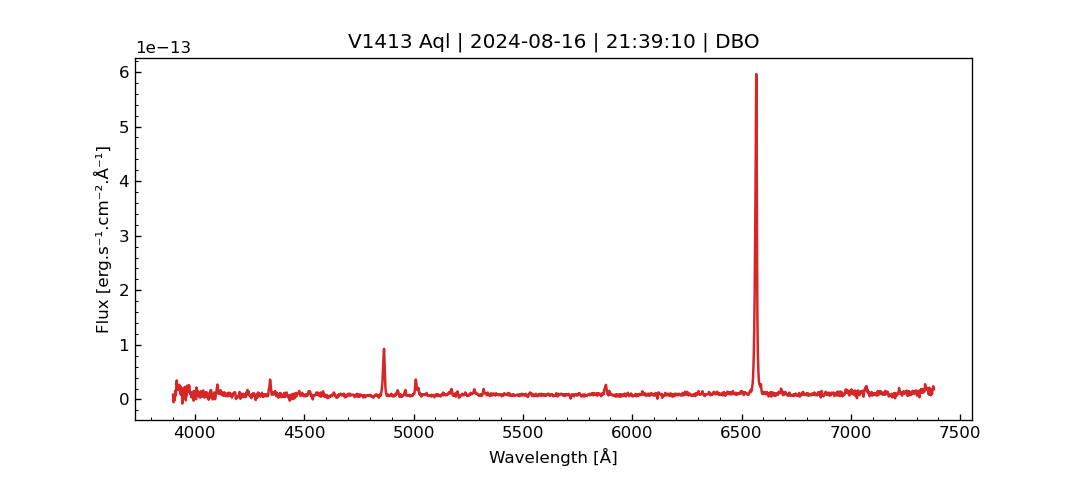 V1413 Aql | 2024-08-16 | 21:39:10 | DBO
1e−13
6
5
4
3
2
1
0
Flux [erg.s⁻¹.cm⁻².Å⁻¹]
4000 4500 5000 5500 6000 6500 7000 7500
Wavelength [Å]